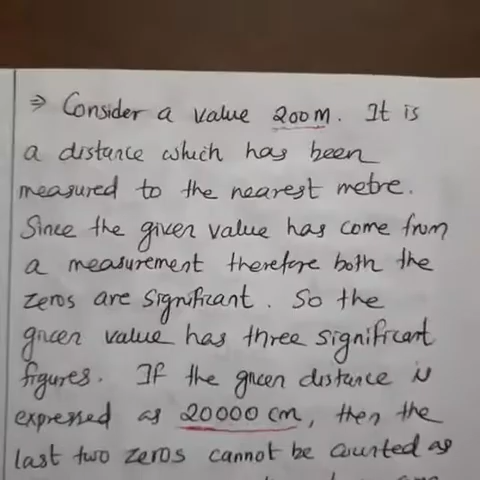 ⇒ Consider a value 200m. It is
a distance which has been
measured to the nearest metre.
Since the given value has come from
a measurement therefore both the
zeros are significant. So the
given value has three significant
figures. If the given distance is
expressed as 20000 cm, then the
last two zeros cannot be counted as